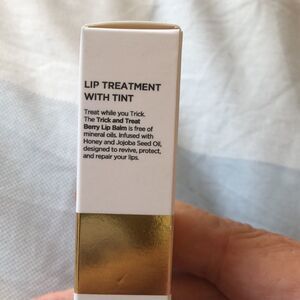 LIP TREATMENT
WITH TINT
Treat while you Trick.
The Trick and Treat
Berry Lip Balm is free of
mineral oils. Infused with
Honey and Jojoba Seed Oil,
designed to revive, protect,
and repair your lips.